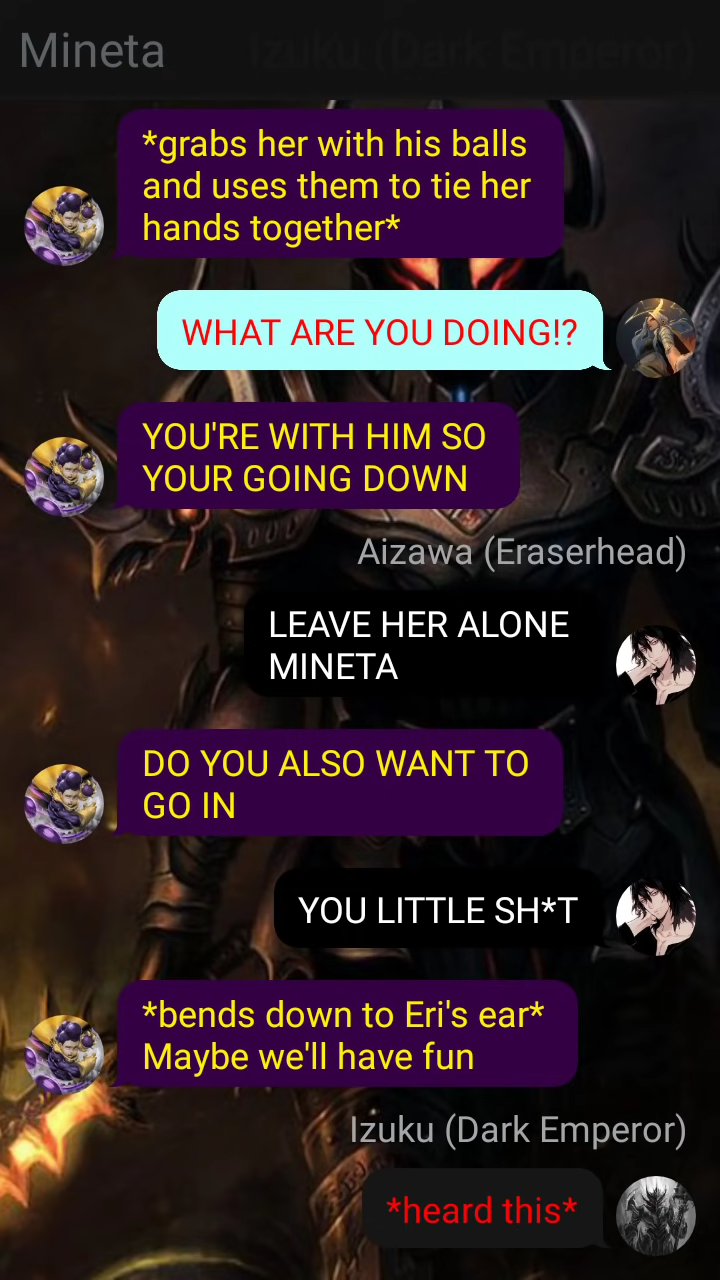 Mineta
Izuku (Dark Emperor)
*grabs her with his balls
and uses them to tie her
hands together*
WHAT ARE YOU DOING!?
YOU'RE WITH HIM SO
YOUR GOING DOWN
Aizawa (Eraserhead)
LEAVE HER ALONE
MINETA
DO YOU ALSO WANT TO
GO IN
YOU LITTLE SH*T
*bends down to Eri's ear*
Maybe we'll have fun
Izuku (Dark Emperor)
*heard this*